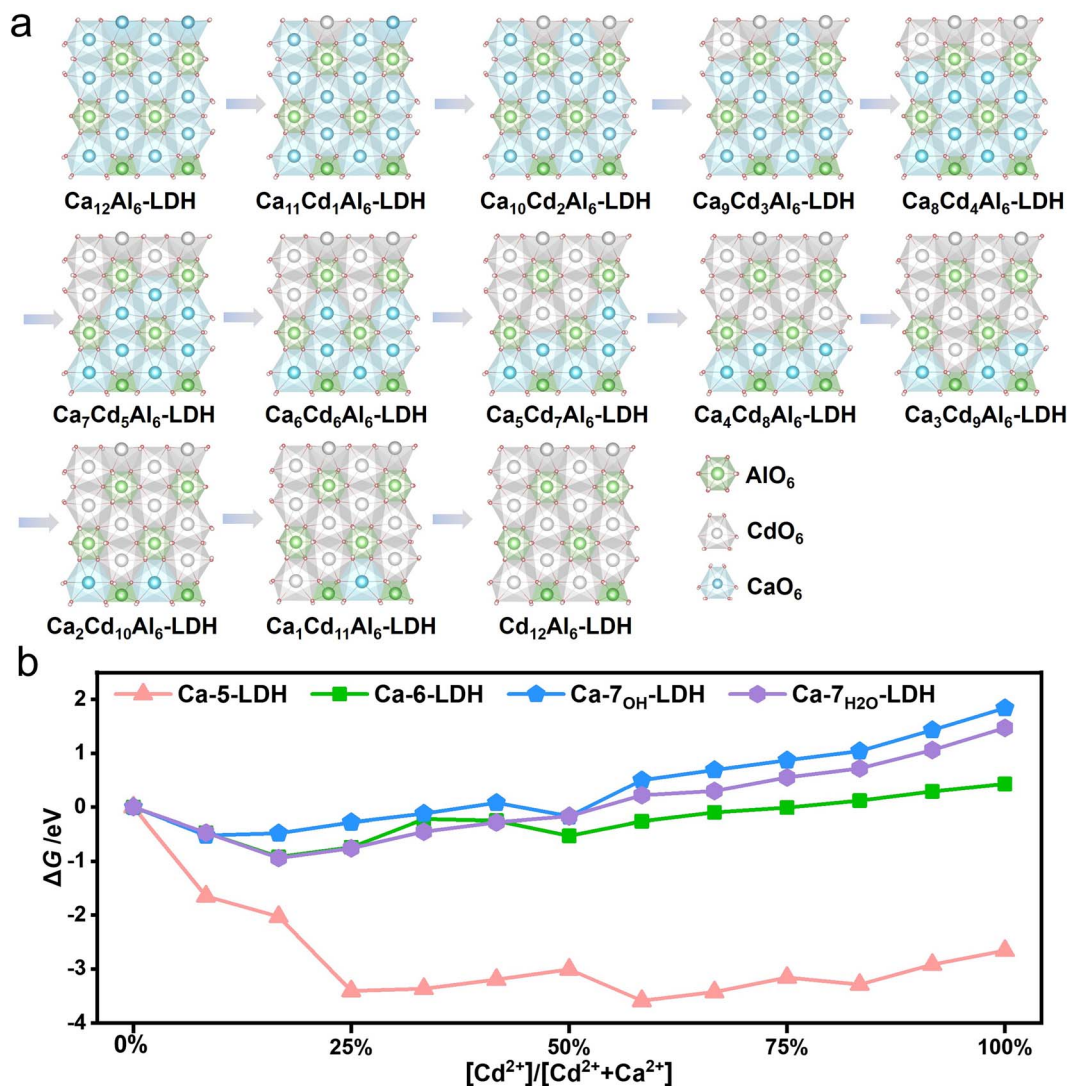 a
Ca₁₂Al₆-LDH Ca₁₁Cd₁Al₆-LDH Ca₁₀Cd₂Al₆-LDH Ca₉Cd₃Al₆-LDH Ca₈Cd₄Al₆-LDH
Ca₇Cd₅Al₆-LDH Ca₆Cd₆Al₆-LDH Ca₅Cd₇Al₆-LDH Ca₄Cd₈Al₆-LDH Ca₃Cd₉Al₆-LDH
AlO₆
CdO₆
CaO₆
Ca₂Cd₁₀Al₆-LDH Ca₁Cd₁₁Al₆-LDH Cd₁₂Al₆-LDH
b
Ca-5-LDH Ca-6-LDH Ca-7OH-LDH Ca-7H2O-LDH
2
1
0
-1
-2
-3
-4
ΔG /eV
0% 25% 50% 75% 100%
[Cd²⁺]/[Cd²⁺+Ca²⁺]